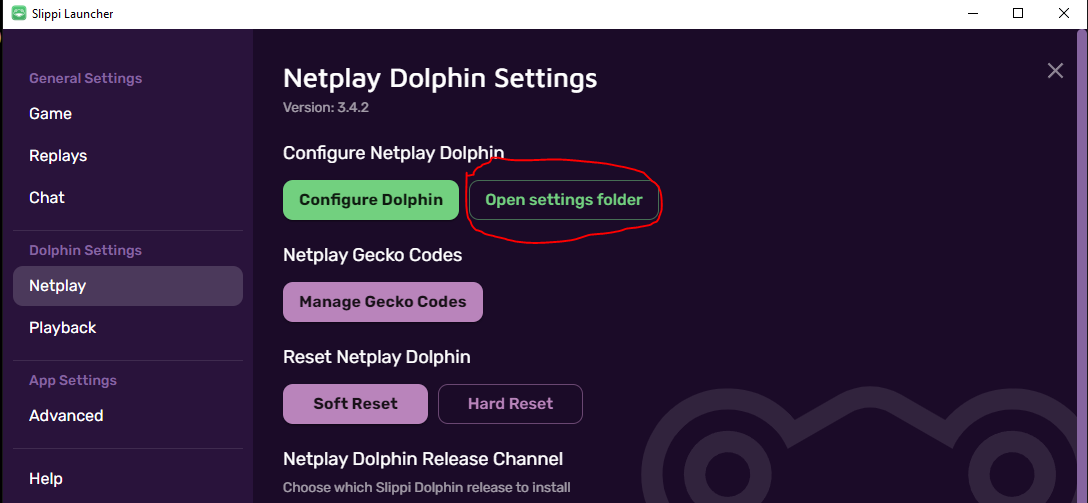 Slippi Launcher
General Settings
Game
Replays
Chat
Dolphin Settings
Netplay
Playback
App Settings
Advanced
Help
Netplay Dolphin Settings
Version: 3.4.2
Configure Netplay Dolphin
Configure Dolphin
Open settings folder
Netplay Gecko Codes
Manage Gecko Codes
Reset Netplay Dolphin
Soft Reset
Hard Reset
Netplay Dolphin Release Channel
Choose which Slippi Dolphin release to install